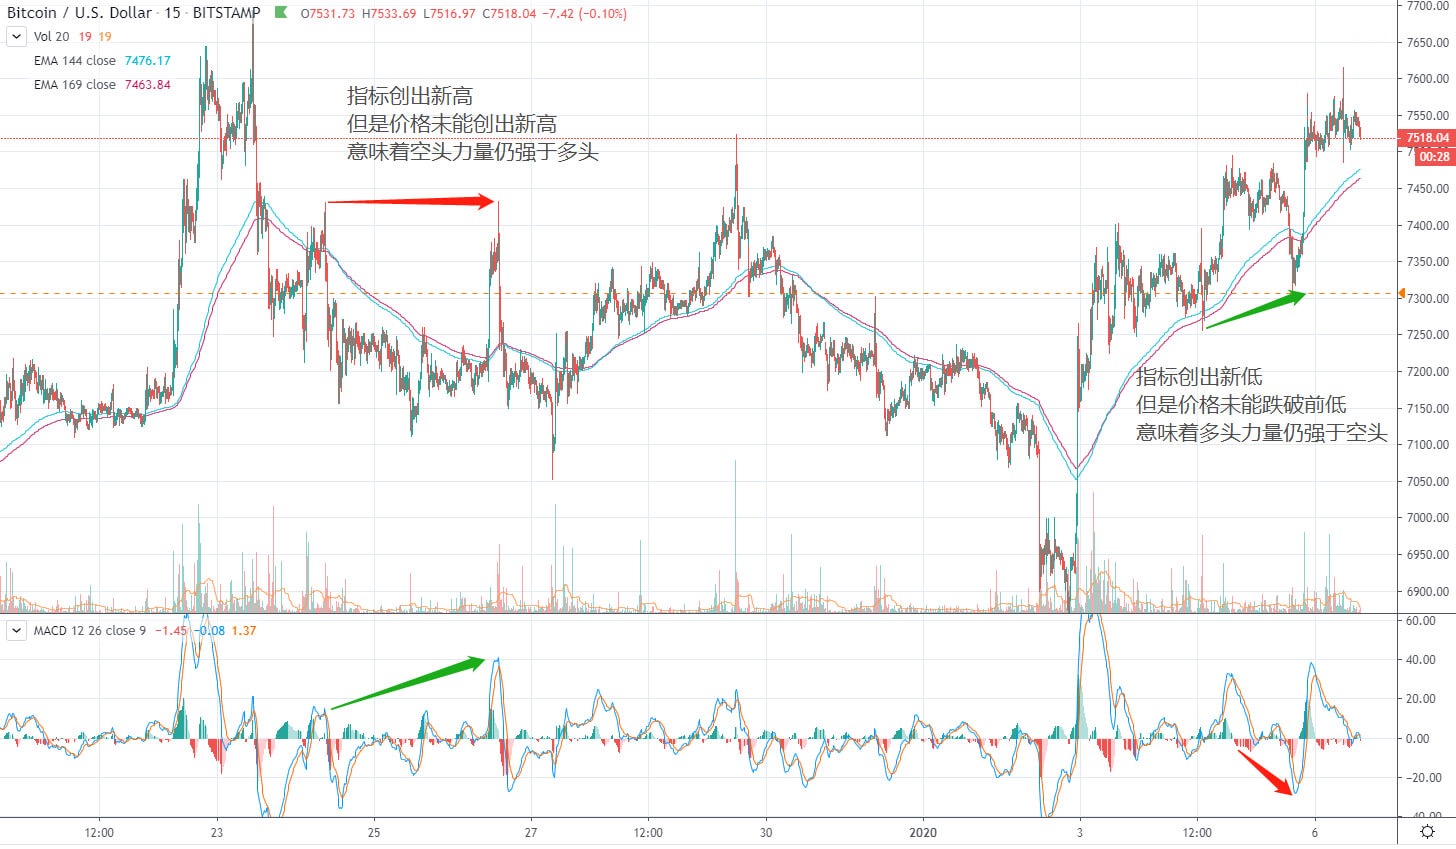 Bitcoin / U.S. Dollar · 15 · BITSTAMP O7531.73 H7533.69 L7516.97 C7518.04 −7.42 (−0.10%)
Vol 20 19 19
EMA 144 close 7476.17
EMA 169 close 7463.84
指标创出新高
但是价格未能创出新高
意味着空头力量仍强于多头
指标创出新低
但是价格未能跌破前低
意味着多头力量仍强于空头
7700.00
7650.00
7600.00
7550.00
7518.04
00:28
7450.00
7400.00
7350.00
7300.00
7250.00
7200.00
7150.00
7100.00
7050.00
7000.00
6950.00
6900.00
MACD 12 26 close 9 −1.45 −0.08 1.37
60.00
40.00
20.00
0.00
−20.00
12:00 23 25 27 12:00 30 2020 3 12:00 6